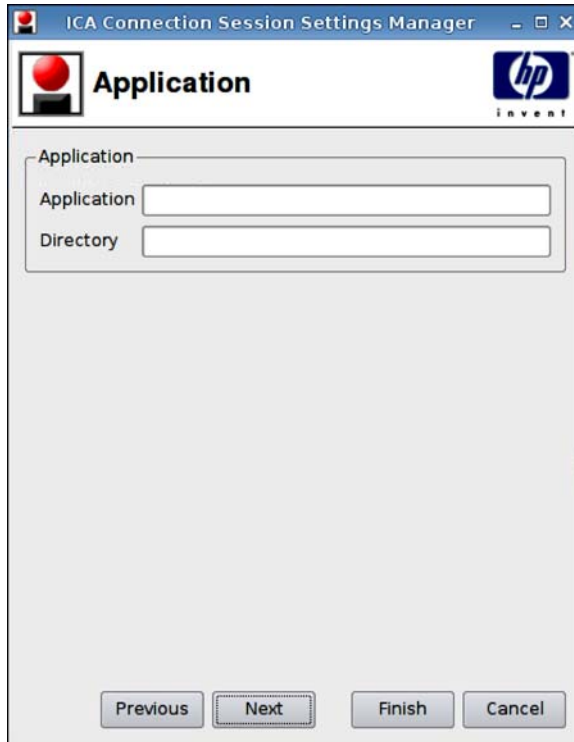 ICA Connection Session Settings Manager
Application
hp
invent
Application
Application
Directory
Previous Next Finish Cancel